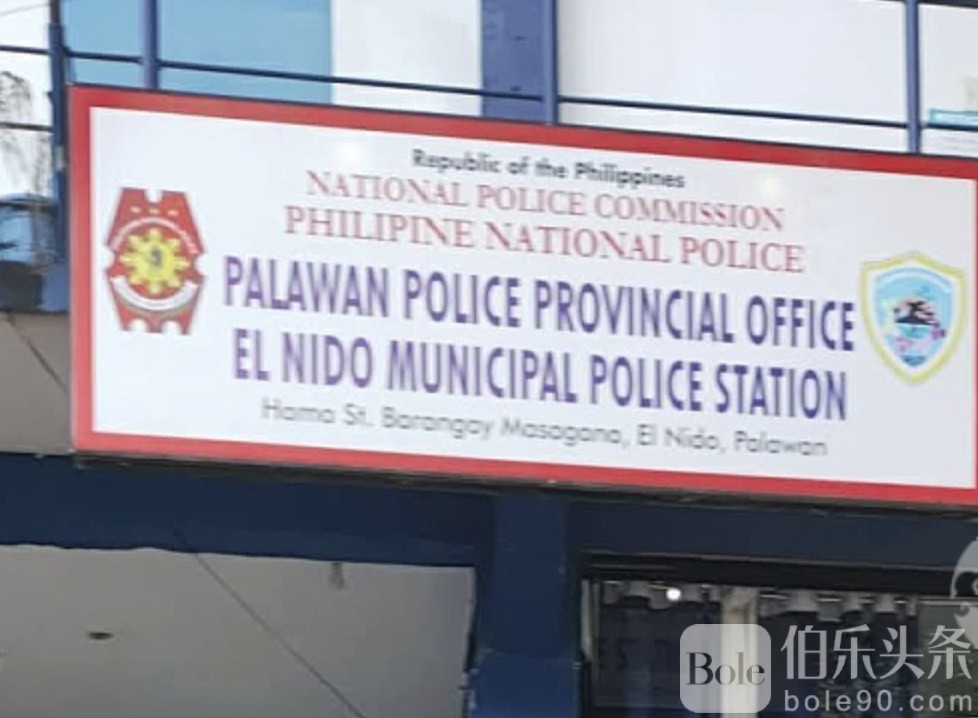 Republic of the Philippines
NATIONAL POLICE COMMISSION
PHILIPINE NATIONAL POLICE
PALAWAN POLICE PROVINCIAL OFFICE
EL NIDO MUNICIPAL POLICE STATION
Hama St. Barangay Masagana, El Nido, Palawan
Bole 伯乐头条
bole90.com